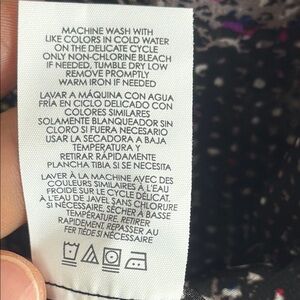 MACHINE WASH WITH
LIKE COLORS IN COLD WATER
ON THE DELICATE CYCLE
ONLY NON-CHLORINE BLEACH
IF NEEDED, TUMBLE DRY LOW
REMOVE PROMPTLY
WARM IRON IF NEEDED
LAVAR A MÁQUINA CON AGUA
FRÍA EN CICLO DELICADO CON
COLORES SIMILARES
SOLAMENTE BLANQUEADOR SIN
CLORO SI FUERA NECESARIO
USAR LA SECADORA A BAJA
TEMPERATURA Y
RETIRAR RÁPIDAMENTE
PLANCHA TIBIA SI SE NECESITA
LAVER À LA MACHINE AVEC DES
COULEURS SIMILAIRES À L'EAU
FROIDE SUR LE CYCLE DÉLICAT,
À L'EAU DE JAVEL SANS CHLORURE
SI NÉCESSAIRE, SÉCHER À BASSE
TEMPÉRATURE, RETIRER
RAPIDEMENT, REPASSER AU
FER TIÈDE SI NÉCESSAIRE